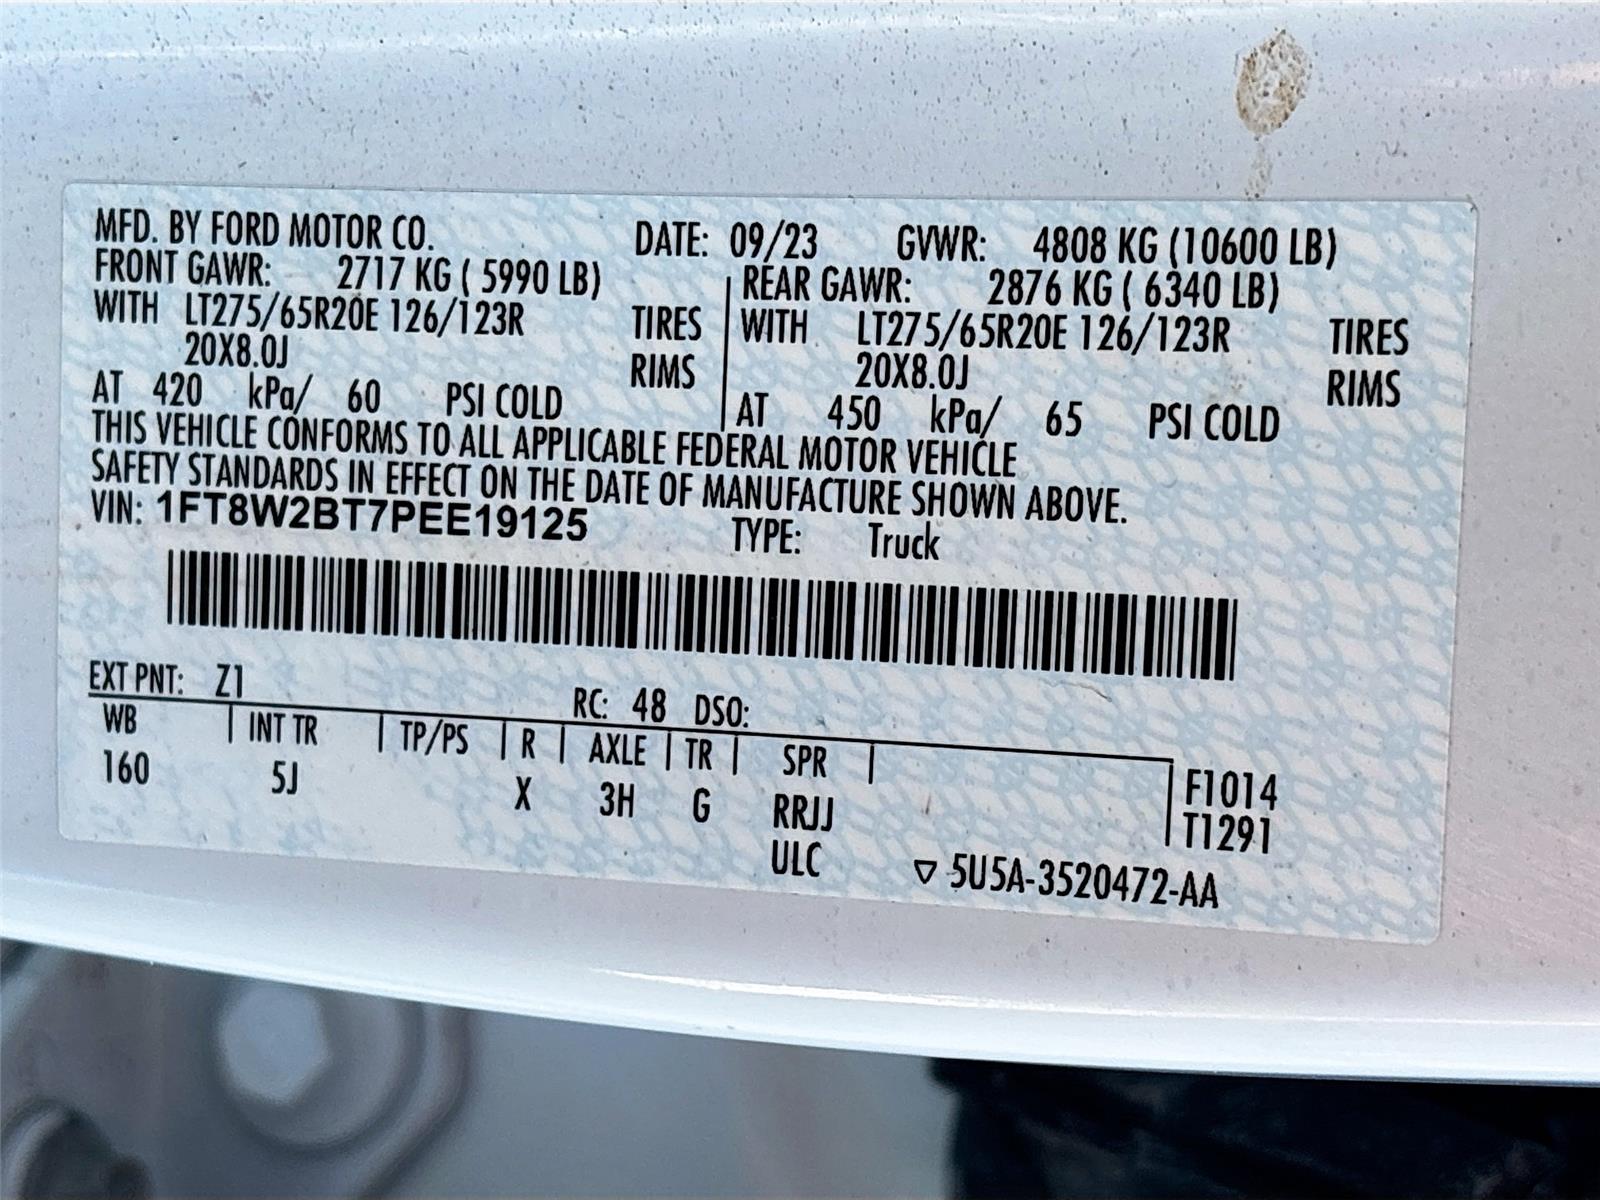 MFD. BY FORD MOTOR CO. DATE: 09/23 GVWR: 4808 KG (10600 LB)
FRONT GAWR: 2717 KG ( 5990 LB) REAR GAWR: 2876 KG ( 6340 LB)
WITH LT275/65R20E 126/123R TIRES WITH LT275/65R20E 126/123R TIRES
20X8.0J RIMS 20X8.0J RIMS
AT 420 kPa/ 60 PSI COLD AT 450 kPa/ 65 PSI COLD
THIS VEHICLE CONFORMS TO ALL APPLICABLE FEDERAL MOTOR VEHICLE
SAFETY STANDARDS IN EFFECT ON THE DATE OF MANUFACTURE SHOWN ABOVE.
VIN: 1FT8W2BT7PEE19125 TYPE: Truck
EXT PNT: Z1 RC: 48 DSO:
WB INT TR TP/PS R AXLE TR SPR
160 5J X 3H G RRJJ
ULC
F1014
T1291
▽ 5U5A-3520472-AA